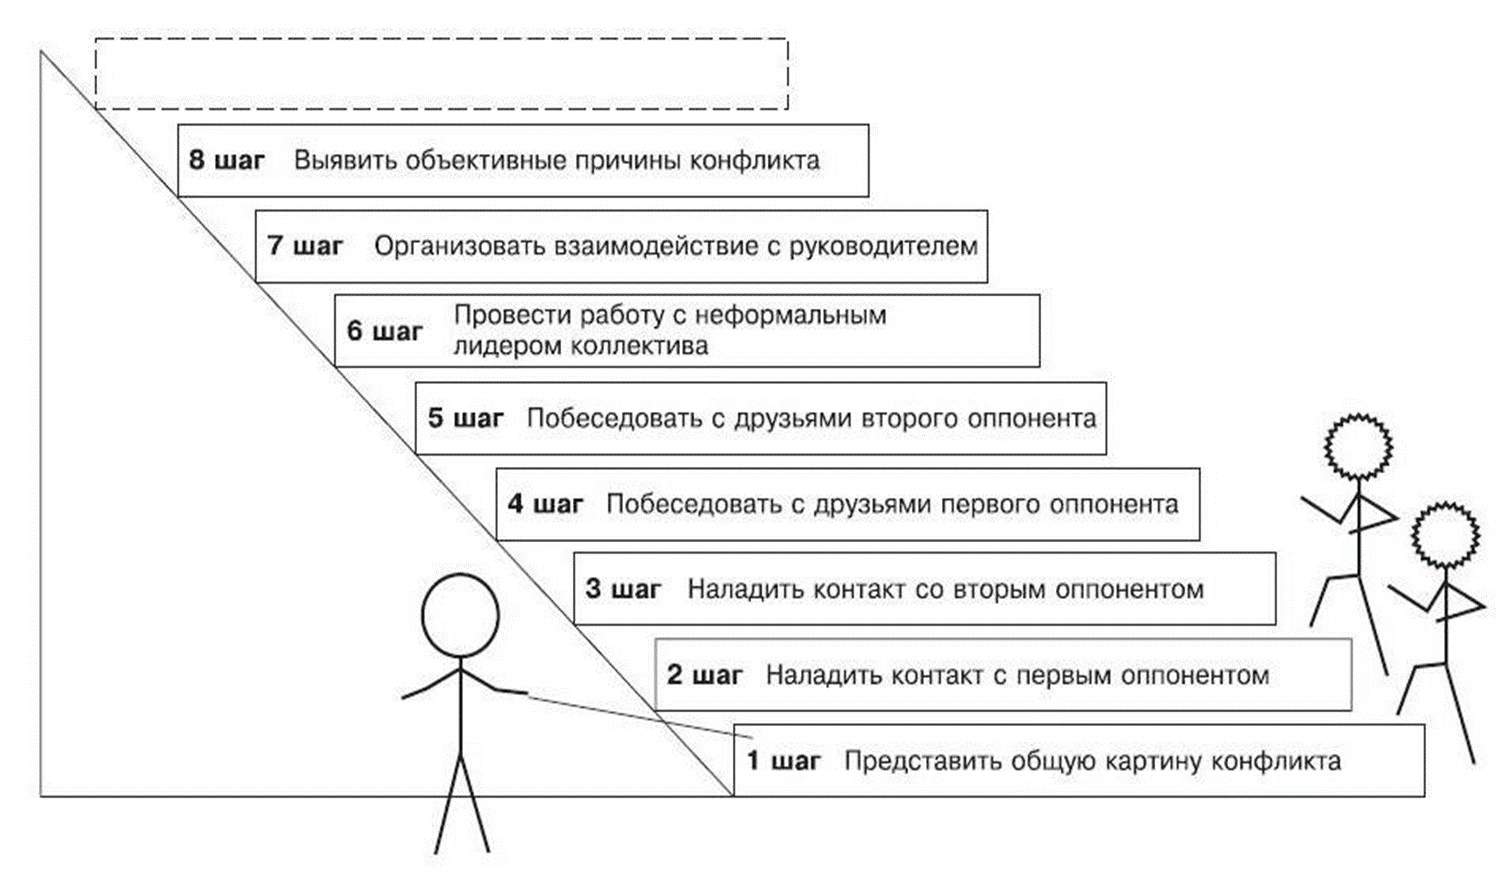 8 шаг Выявить объективные причины конфликта
7 шаг Организовать взаимодействие с руководителем
6 шаг Провести работу с неформальным
лидером коллектива
5 шаг Побеседовать с друзьями второго оппонента
4 шаг Побеседовать с друзьями первого оппонента
3 шаг Наладить контакт со вторым оппонентом
2 шаг Наладить контакт с первым оппонентом
1 шаг Представить общую картину конфликта